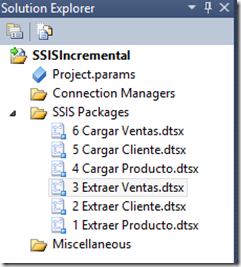 Solution Explorer
SSISIncremental
Project.params
Connection Managers
SSIS Packages
6 Cargar Ventas.dtsx
5 Cargar Cliente.dtsx
4 Cargar Producto.dtsx
3 Extraer Ventas.dtsx
2 Extraer Cliente.dtsx
1 Extraer Producto.dtsx
Miscellaneous